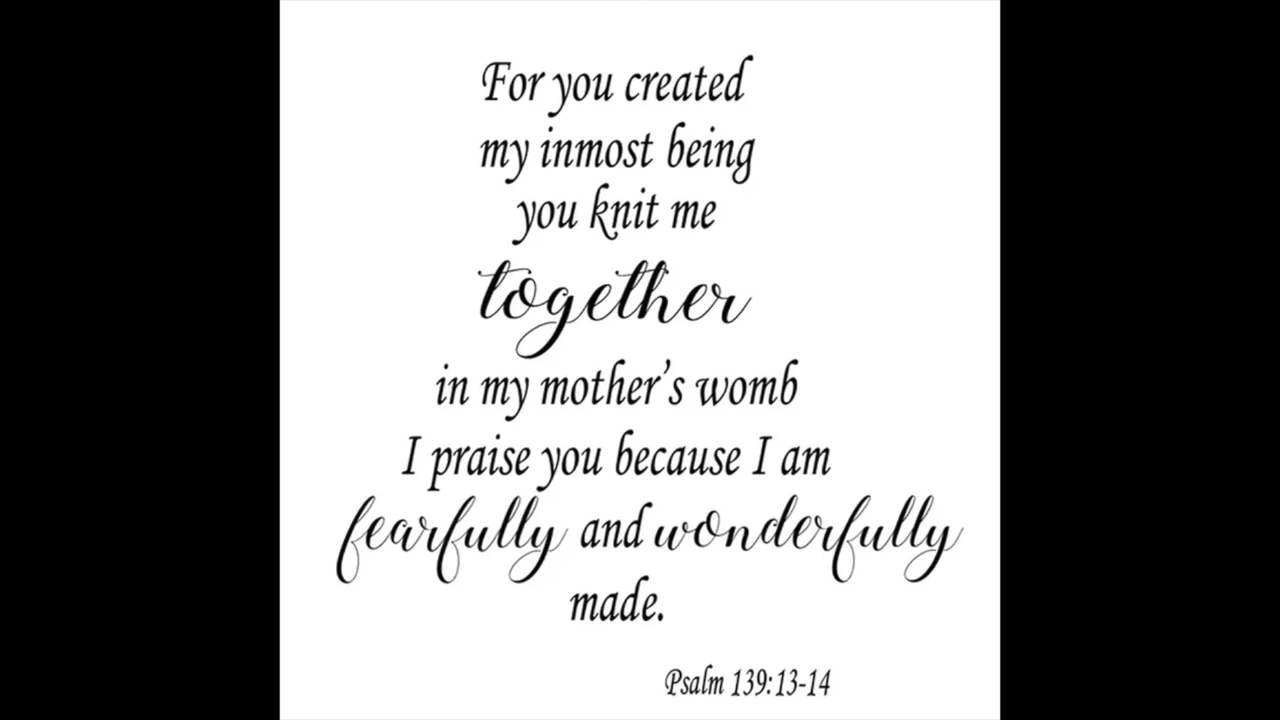 For you created
my inmost being
you knit me
together
in my mother’s womb
I praise you because I am
fearfully and wonderfully
made.
Psalm 139:13-14